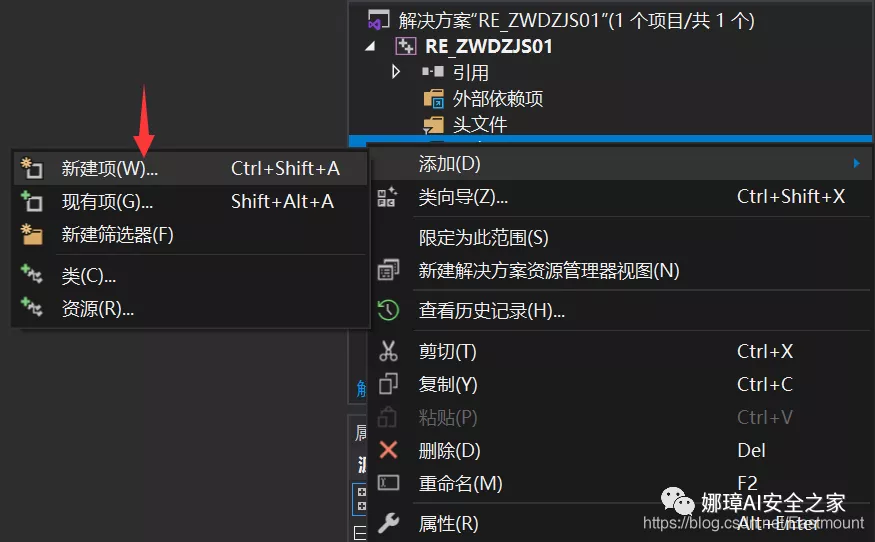 解决方案"RE_ZWDZJS01"(1 个项目/共 1 个)
RE_ZWDZJS01
引用
外部依赖项
头文件
新建项(W)... Ctrl+Shift+A
现有项(G)... Shift+Alt+A
新建筛选器(F)
类(C)...
资源(R)...
添加(D)
类向导(Z)... Ctrl+Shift+X
限定为此范围(S)
新建解决方案资源管理器视图(N)
查看历史记录(H)...
剪切(T) Ctrl+X
复制(Y) Ctrl+C
粘贴(P) Ctrl+V
删除(D) Del
重命名(M) F2
属性(R) Alt+Enter
娜璋AI安全之家
https://blog.csdn.net/Eastmount